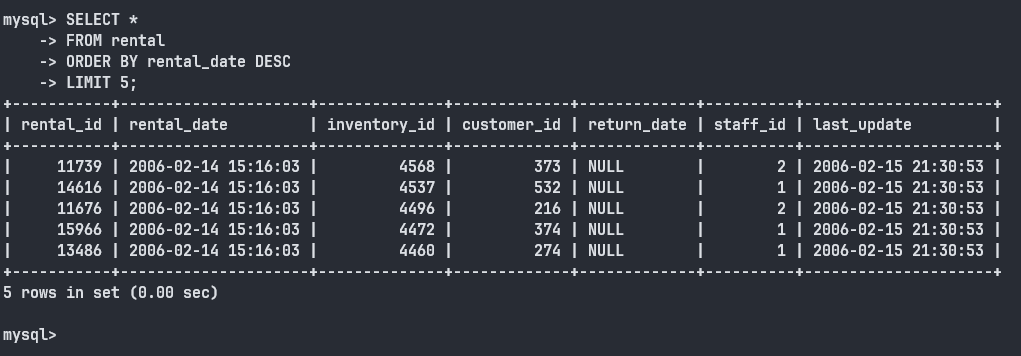 mysql> SELECT *
    -> FROM rental
    -> ORDER BY rental_date DESC
    -> LIMIT 5;
+-----------+---------------------+--------------+-------------+-------------+----------+---------------------+
| rental_id | rental_date         | inventory_id | customer_id | return_date | staff_id | last_update         |
+-----------+---------------------+--------------+-------------+-------------+----------+---------------------+
|     11739 | 2006-02-14 15:16:03 |         4568 |         373 | NULL        |        2 | 2006-02-15 21:30:53 |
|     14616 | 2006-02-14 15:16:03 |         4537 |         532 | NULL        |        1 | 2006-02-15 21:30:53 |
|     11676 | 2006-02-14 15:16:03 |         4496 |         216 | NULL        |        2 | 2006-02-15 21:30:53 |
|     15966 | 2006-02-14 15:16:03 |         4472 |         374 | NULL        |        1 | 2006-02-15 21:30:53 |
|     13486 | 2006-02-14 15:16:03 |         4460 |         274 | NULL        |        1 | 2006-02-15 21:30:53 |
+-----------+---------------------+--------------+-------------+-------------+----------+---------------------+
5 rows in set (0.00 sec)

mysql>